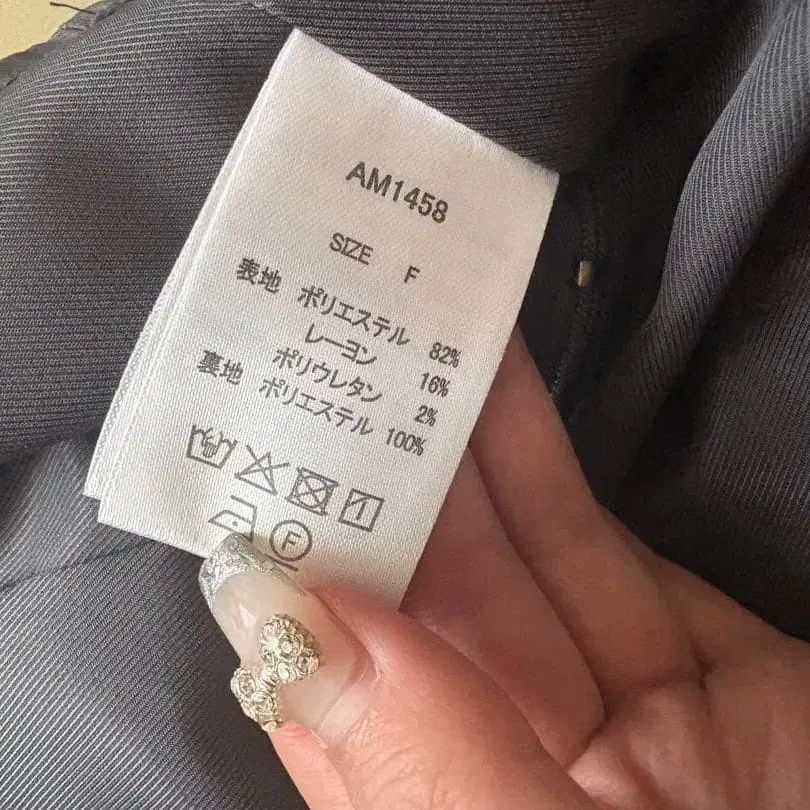 AM1458
SIZE F
表地 ポリエステル 82%
レーヨン 16%
ポリウレタン 2%
裏地 ポリエステル 100%
F